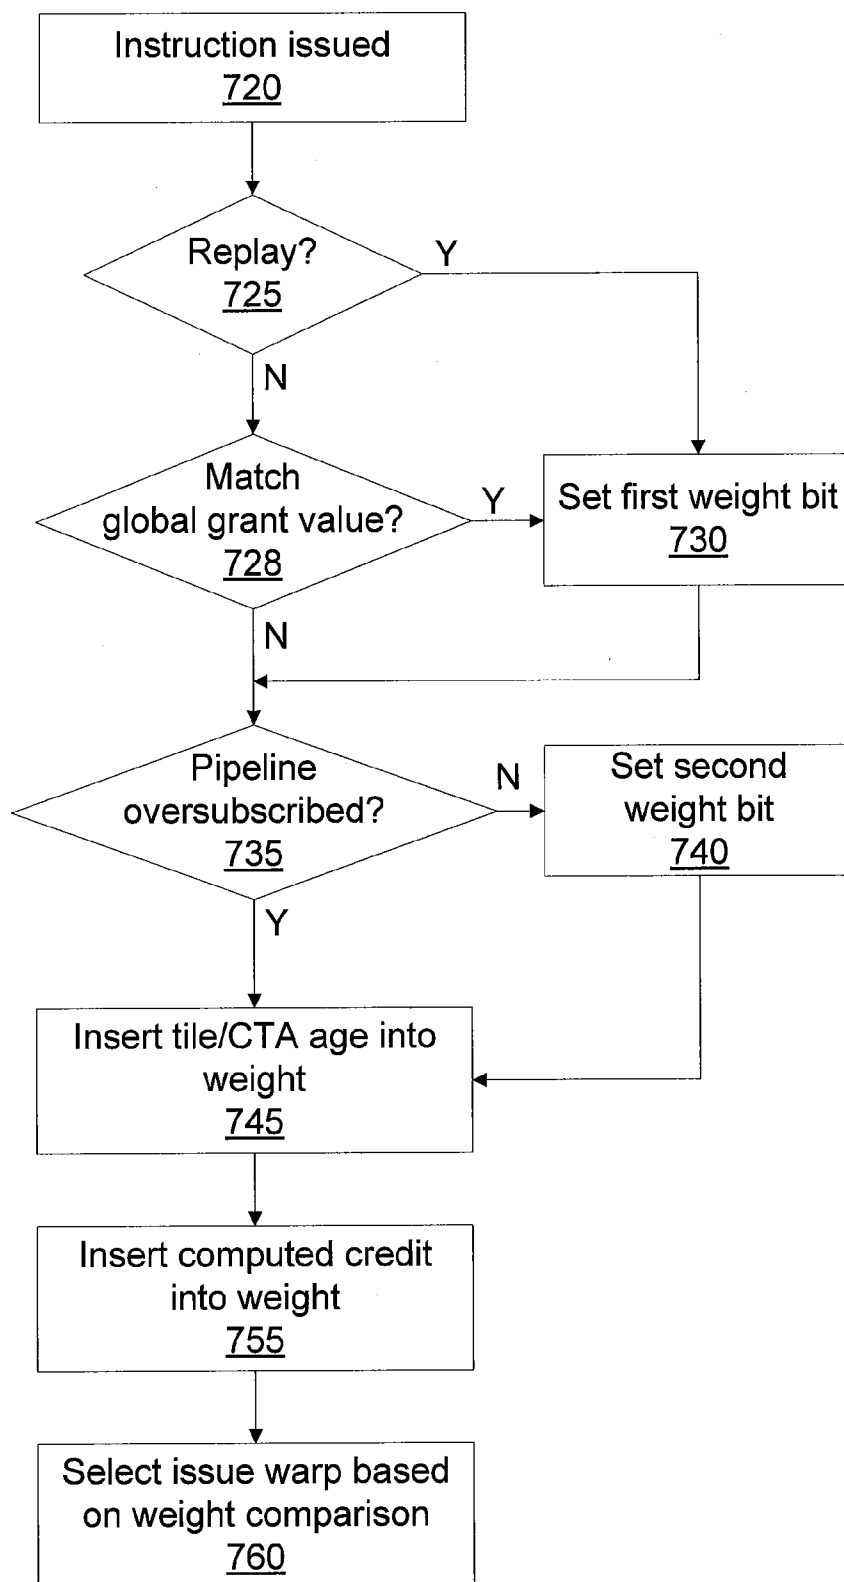 Instruction issued
720
Replay?
725
Y
N
Match
global grant value?
728
Y
Set first weight bit
730
N
Pipeline
oversubscribed?
735
N
Set second
weight bit
740
Y
Insert tile/CTA age into
weight
745
Insert computed credit
into weight
755
Select issue warp based
on weight comparison
760